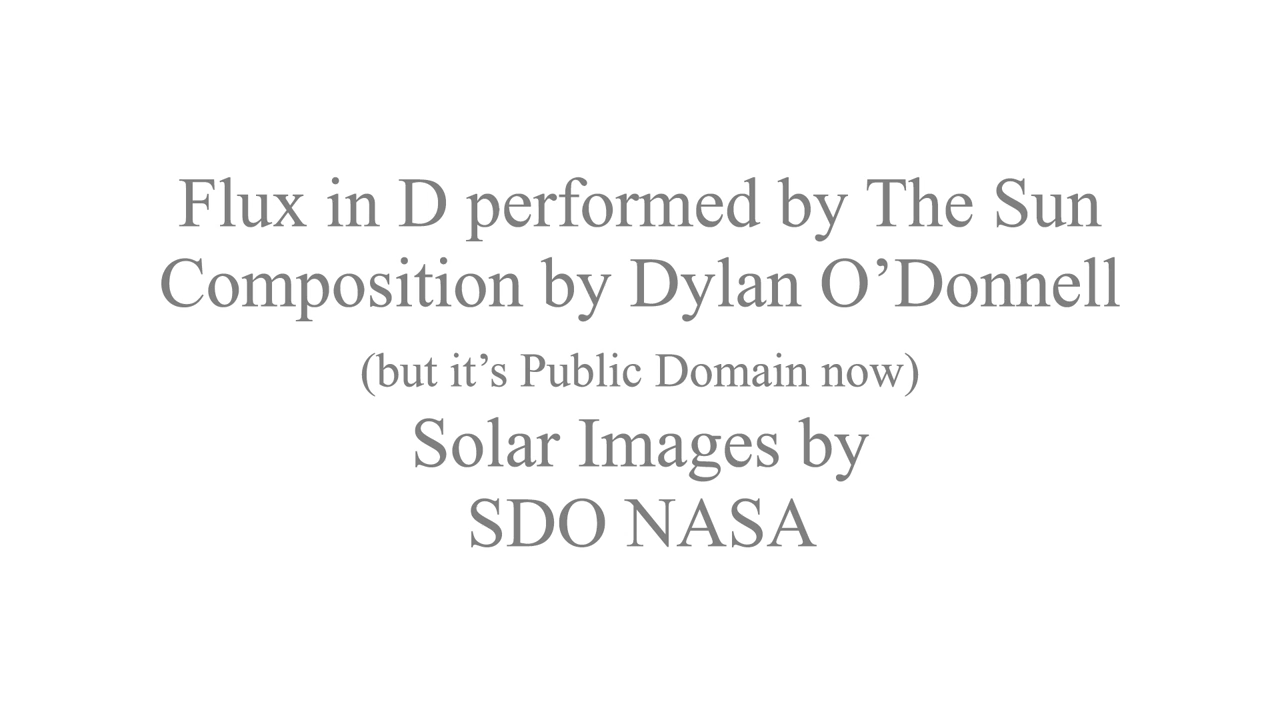 Flux in D performed by The Sun
Composition by Dylan O’Donnell
(but it’s Public Domain now)
Solar Images by
SDO NASA